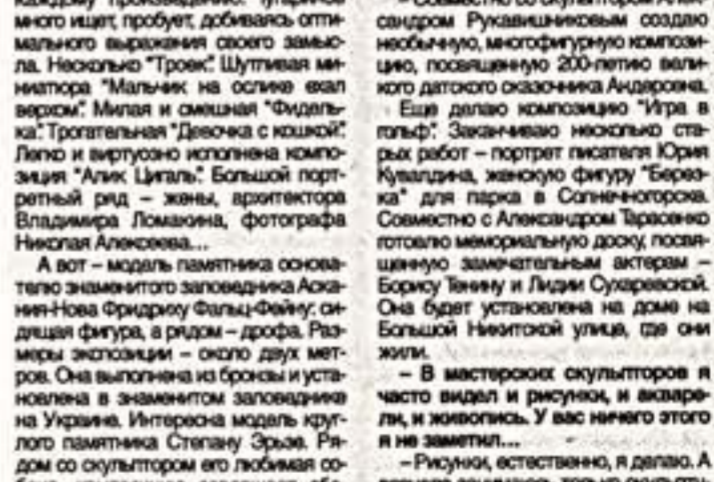 каждому произведению.
много ищет, пробует, добиваясь опти-
мального выражения своего замыс-
ла. Несколько "Троек". Шутливая ми-
ниатюра "Мальчик на ослике ехал
верхом". Милая и смешная "Фидель-
ка". Трогательная "Девочка с кошкой".
Легко и виртуозно исполнена компо-
зиция "Алик Цигаль". Большой порт-
ретный ряд – жены, архитектора
Владимира Ломакина, фотографа
Николая Алексеева...
А вот – модель памятника основа-
телю знаменитого заповедника Аска-
ния-Нова Фридриху Фальц-Фейну: си-
дящая фигура, а рядом – дрофа. Раз-
меры экспозиции – около двух мет-
ров. Она выполнена из бронзы и уста-
новлена в знаменитом заповеднике
на Украине. Интересна модель круг-
лого памятника Степану Эрьзе. Ря-
дом со скульптором его любимая со-
– Совместно со скульптором Алек-
сандром Рукавишниковым создаю
необычную, многофигурную компози-
цию, посвященную 200-летию вели-
кого датского сказочника Андерсена.
Еще делаю композицию "Игра в
гольф". Заканчиваю несколько ста-
рых работ – портрет писателя Юрия
Кувалдина, женскую фигуру "Берез-
ка" для парка в Солнечногорске.
Совместно с Александром Тарасенко
готовлю мемориальную доску, посвя-
щенную замечательным актерам –
Борису Тенину и Лидии Сухаревской.
Она будет установлена на доме на
Большой Никитской улице, где они
жили.
– В мастерских скульпторов я
часто видел и рисунки, и акваре-
ли, и живопись. У вас ничего этого
я не заметил...
– Рисунки, естественно, я делаю. А